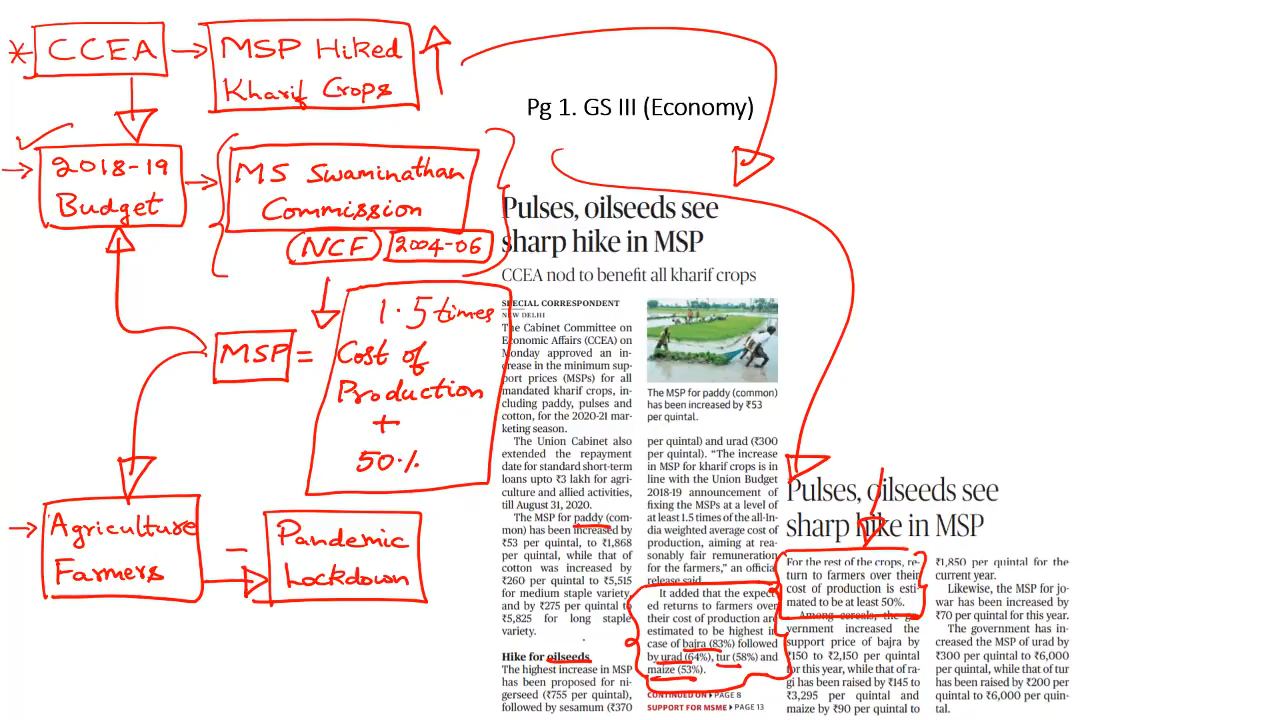 * CCEA → MSP Hiked
Kharif Crops
2018-19
Budget
MS Swaminathan
Commission
NCF 2004-06
1.5 times
MSP = Cost of
Production
+
50%
Agriculture
Farmers
Pandemic
Lockdown
Pg 1. GS III (Economy)
Pulses, oilseeds see
sharp hike in MSP
CCEA nod to benefit all kharif crops
SPECIAL CORRESPONDENT
NEW DELHI
The Cabinet Committee on
Economic Affairs (CCEA) on
Monday approved an in-
crease in the minimum sup-
port prices (MSPs) for all
mandated kharif crops, in-
cluding paddy, pulses and
cotton, for the 2020-21 mar-
keting season.
The Union Cabinet also
extended the repayment
date for standard short-term
loans upto ₹3 lakh for agri-
culture and allied activities,
till August 31, 2020.
The MSP for paddy (com-
mon) has been increased by
₹53 per quintal, to ₹1,868
per quintal, while that of
cotton was increased by
₹260 per quintal to ₹5,515
for medium staple variety,
and by ₹275 per quintal to
₹5,825 for long staple
variety.
Hike for oilseeds
The highest increase in MSP
has been proposed for ni-
gerseed (₹755 per quintal),
followed by sesamum (₹370
The MSP for paddy (common)
has been increased by ₹53
per quintal.
per quintal) and urad (₹300
per quintal). “The increase
in MSP for kharif crops is in
line with the Union Budget
2018-19 announcement of
fixing the MSPs at a level of
at least 1.5 times of the all-In-
dia weighted average cost of
production, aiming at rea-
sonably fair remuneration
for the farmers,” an official
release said.
It added that the expect-
ed returns to farmers over
their cost of production are
estimated to be highest in
case of bajra (83%) followed
by urad (64%), tur (58%) and
maize (53%).
CONTINUED ON ▸ PAGE 8
SUPPORT FOR MSME ▸ PAGE 13
Pulses, oilseeds see
sharp hike in MSP
For the rest of the crops, re-
turn to farmers over their
cost of production is esti-
mated to be at least 50%.
Among cereals, the go-
vernment increased the
support price of bajra by
₹150 to ₹2,150 per quintal
for this year, while that of ra-
gi has been raised by ₹145 to
₹3,295 per quintal and
maize by ₹90 per quintal to
₹1,850 per quintal for the
current year.
Likewise, the MSP for jo-
war has been increased by
₹70 per quintal for this year.
The government has in-
creased the MSP of urad by
₹300 per quintal to ₹6,000
per quintal, while that of tur
has been raised by ₹200 per
quintal to ₹6,000 per quin-
tal.